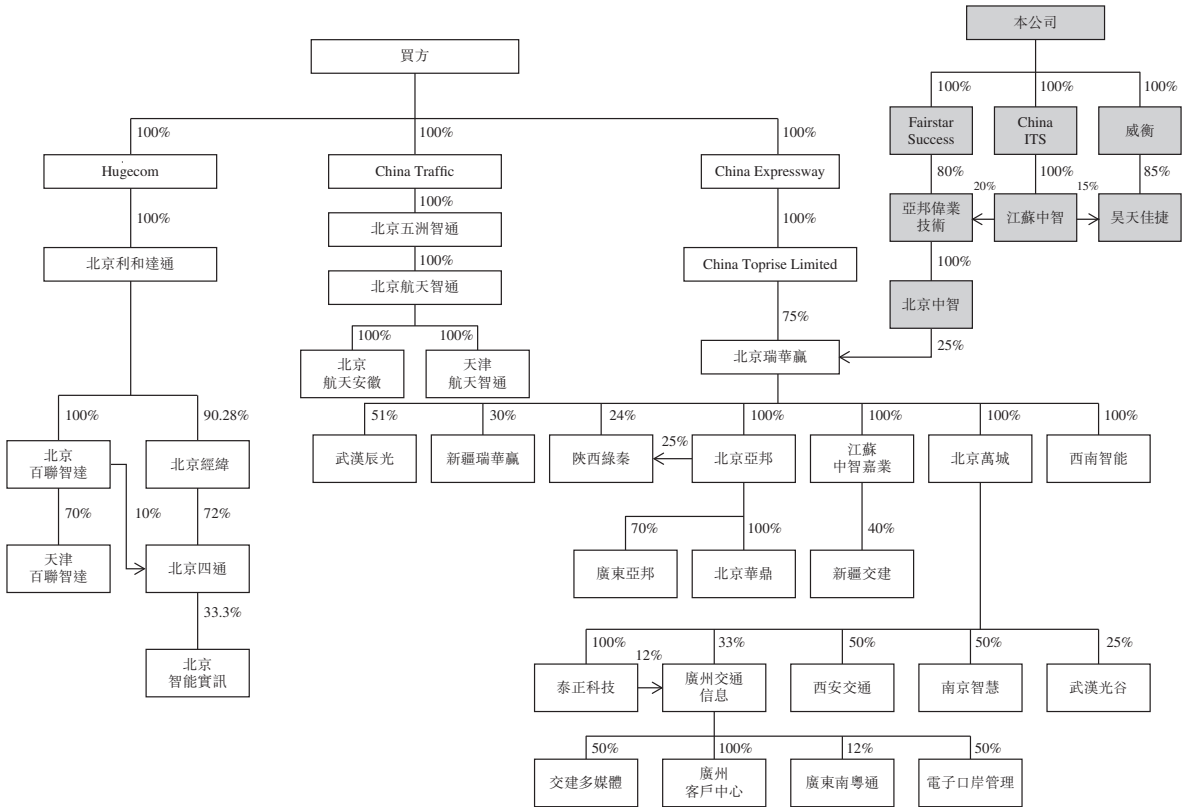 本公司
買方
100%
100%
100%
Fairstar
Success
China
ITS
威衡
100%
100%
100%
Hugecom
China Traffic
China Expressway
80%
100%
85%
20%
15%
100%
100%
100%
亞邦偉業
技術
江蘇中智
昊天佳捷
北京五洲智通
100%
北京利和達通
China Toprise Limited
100%
北京航天智通
北京中智
75%
100%
100%
25%
北京
航天安徽
天津
航天智通
北京瑞華贏
100%
90.28%
51%
30%
24%
100%
100%
100%
100%
25%
北京
百聯智達
北京經緯
武漢辰光
新疆瑞華贏
陝西綠秦
北京亞邦
江蘇
中智嘉業
北京萬城
西南智能
70%
10%
72%
70%
100%
40%
天津
百聯智達
北京四通
廣東亞邦
北京華鼎
新疆交建
33.3%
100%
12%
33%
50%
50%
25%
北京
智能實訊
泰正科技
廣州交通
信息
西安交通
南京智慧
武漢光谷
50%
100%
12%
50%
交建多媒體
廣州
客戶中心
廣東南粵通
電子口岸管理